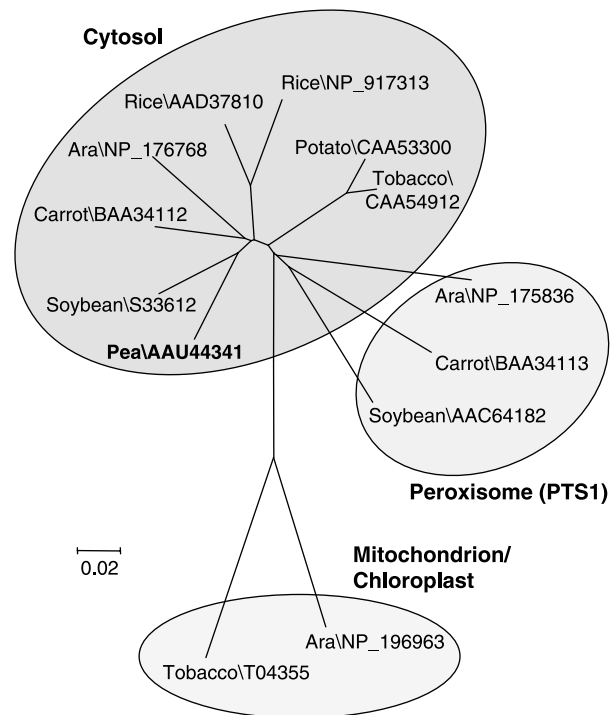 Cytosol
Rice\NP_917313
Rice\AAD37810
Ara\NP_176768
Potato\CAA53300
Tobacco\
CAA54912
Carrot\BAA34112
Soybean\S33612
Ara\NP_175836
Pea\AAU44341
Carrot\BAA34113
Soybean\AAC64182
Peroxisome (PTS1)
0.02
Mitochondrion/
Chloroplast
Ara\NP_196963
Tobacco\T04355